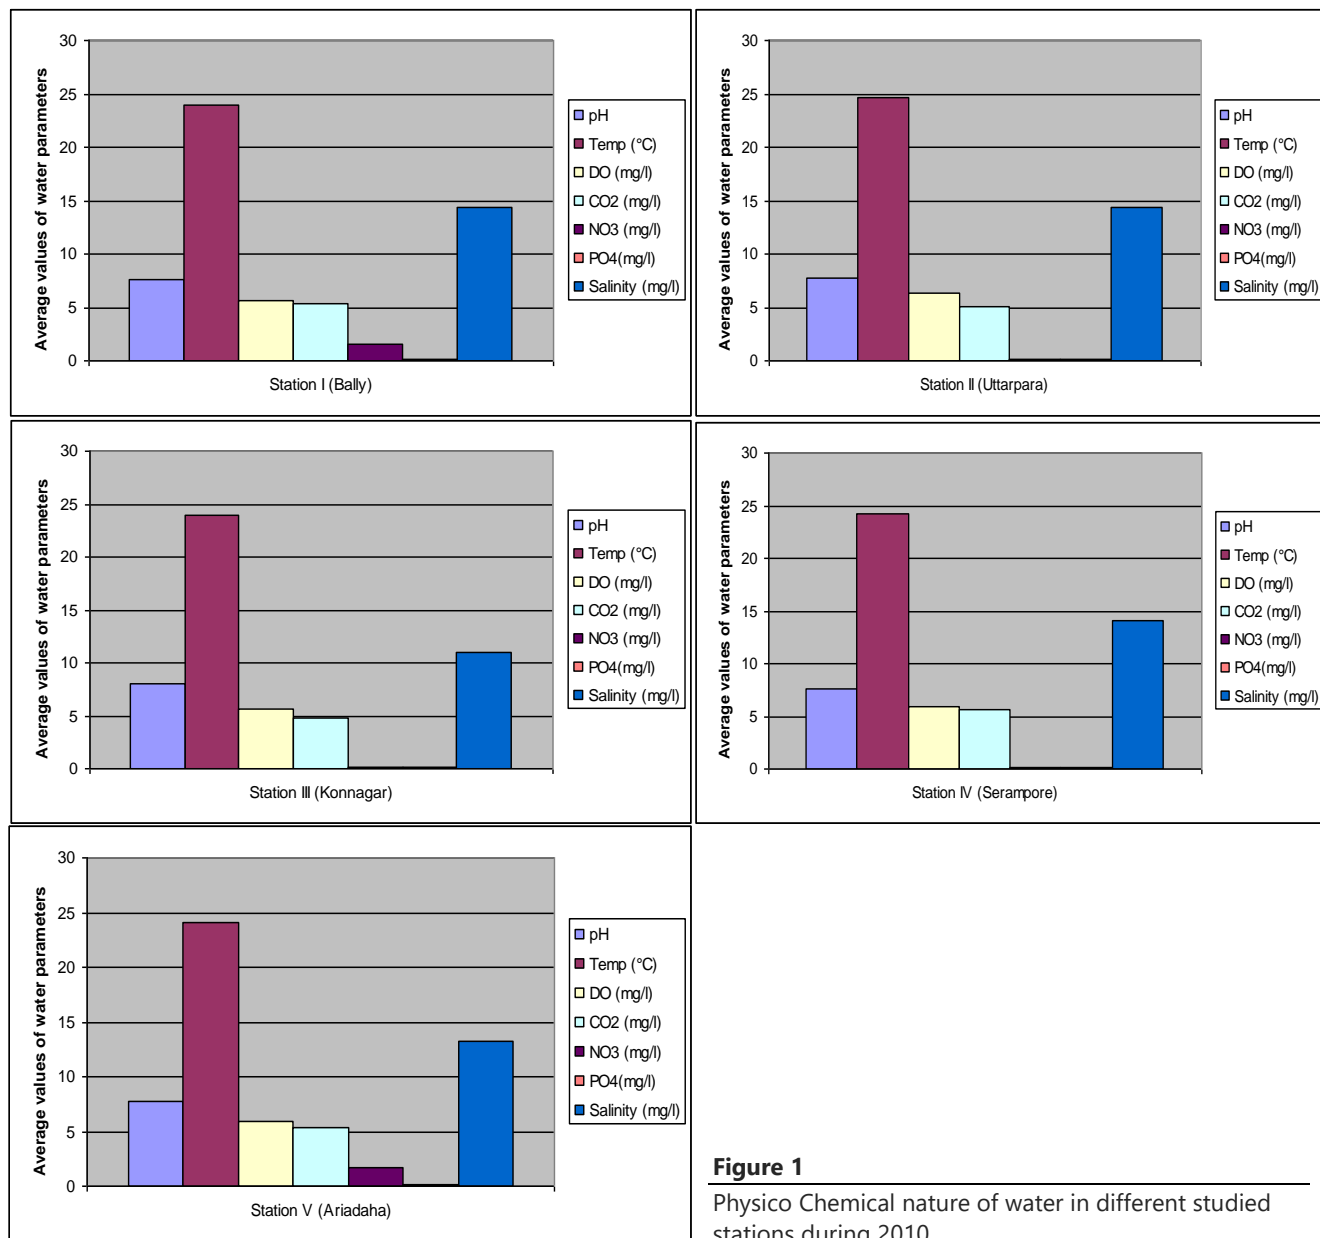 Average values of water parameters
30
25
20
15
10
5
0
Station I (Bally)
pH
Temp (°C)
DO (mg/l)
CO2 (mg/l)
NO3 (mg/l)
PO4(mg/l)
Salinity (mg/l)
Average values of water parameters
30
25
20
15
10
5
0
Station II (Uttarpara)
pH
Temp (°C)
DO (mg/l)
CO2 (mg/l)
NO3 (mg/l)
PO4(mg/l)
Salinity (mg/l)
Average values of water parameters
30
25
20
15
10
5
0
Station III (Konnagar)
pH
Temp (°C)
DO (mg/l)
CO2 (mg/l)
NO3 (mg/l)
PO4(mg/l)
Salinity (mg/l)
Average values of water parameters
30
25
20
15
10
5
0
Station IV (Serampore)
pH
Temp (°C)
DO (mg/l)
CO2 (mg/l)
NO3 (mg/l)
PO4(mg/l)
Salinity (mg/l)
Average values of water parameters
30
25
20
15
10
5
0
Station V (Ariadaha)
pH
Temp (°C)
DO (mg/l)
CO2 (mg/l)
NO3 (mg/l)
PO4(mg/l)
Salinity (mg/l)
Figure 1
Physico Chemical nature of water in different studied
stations during 2010